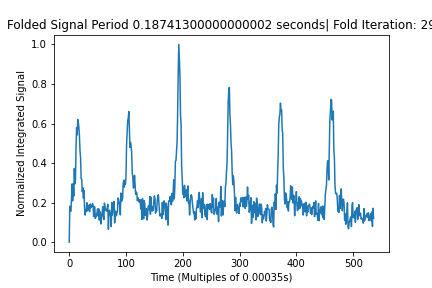 Folded Signal Period 0.18741300000000002 seconds| Fold Iteration: 29
1.0
0.8
0.6
0.4
0.2
0.0
Normalized Integrated Signal
0 100 200 300 400 500
Time (Multiples of 0.00035s)